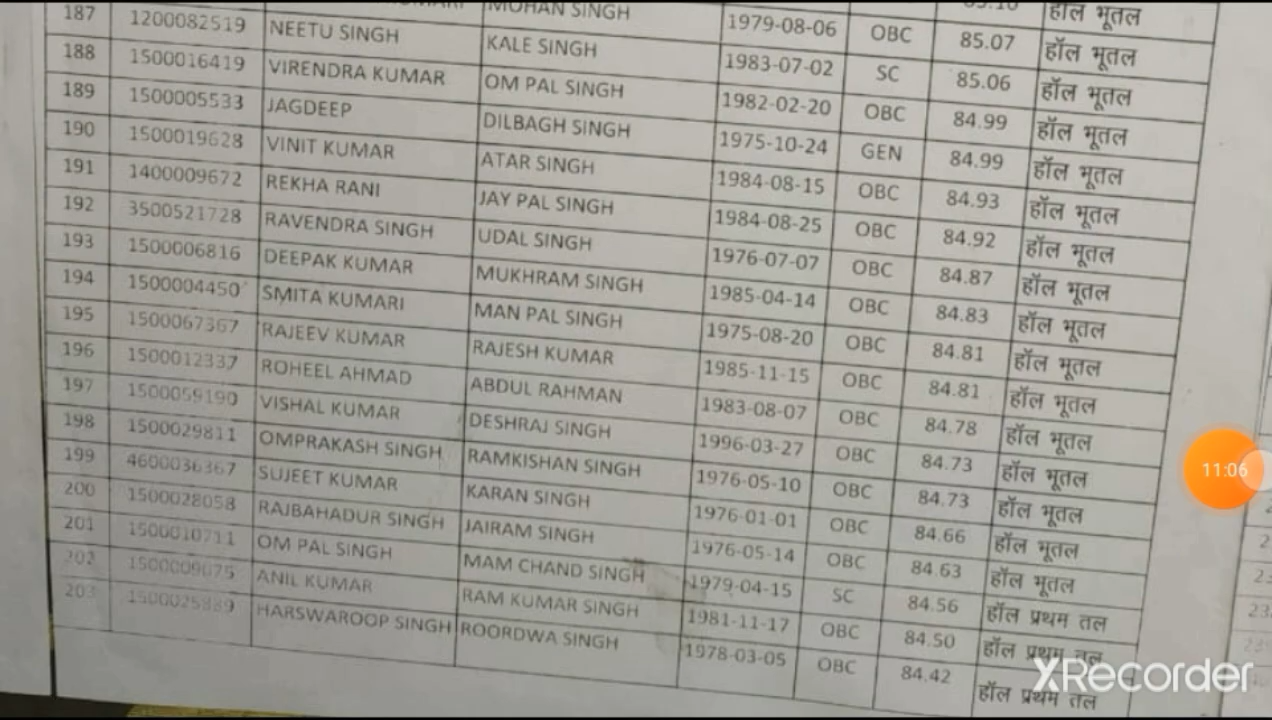 हॉल भूतल
MOHAN SINGH 1979-08-06 OBC 85.07 हॉल भूतल
187 1200082519 NEETU SINGH KALE SINGH 1983-07-02 SC 85.06 हॉल भूतल
188 1500016419 VIRENDRA KUMAR OM PAL SINGH 1982-02-20 OBC 84.99 हॉल भूतल
189 1500005533 JAGDEEP DILBAGH SINGH 1975-10-24 GEN 84.99 हॉल भूतल
190 1500019628 VINIT KUMAR ATAR SINGH 1984-08-15 OBC 84.93 हॉल भूतल
191 1400009672 REKHA RANI JAY PAL SINGH 1984-08-25 OBC 84.92 हॉल भूतल
192 3500521728 RAVENDRA SINGH UDAL SINGH 1976-07-07 OBC 84.87 हॉल भूतल
193 1500006816 DEEPAK KUMAR MUKHRAM SINGH 1985-04-14 OBC 84.83 हॉल भूतल
194 1500004450 SMITA KUMARI MAN PAL SINGH 1975-08-20 OBC 84.81 हॉल भूतल
195 1500067367 RAJEEV KUMAR RAJESH KUMAR 1985-11-15 OBC 84.81 हॉल भूतल
196 1500012337 ROHEEL AHMAD ABDUL RAHMAN 1983-08-07 OBC 84.78 हॉल भूतल
197 1500059190 VISHAL KUMAR DESHRAJ SINGH 1996-03-27 OBC 84.73 हॉल भूतल
198 1500029811 OMPRAKASH SINGH RAMKISHAN SINGH 1976-05-10 OBC 84.73 हॉल भूतल
199 4600036367 SUJEET KUMAR KARAN SINGH 1976-01-01 OBC 84.66 हॉल भूतल
200 1500028058 RAJBAHADUR SINGH JAIRAM SINGH 1976-05-14 OBC 84.63 हॉल भूतल
201 1500010711 OM PAL SINGH MAM CHAND SINGH 1979-04-15 SC 84.56 हॉल प्रथम तल
202 1500009675 ANIL KUMAR RAM KUMAR SINGH 1981-11-17 OBC 84.50 हॉल प्रथम तल
203 HARSWAROOP SINGH ROORDWA SINGH 1978-03-05 OBC 84.42 हॉल प्रथम तल
11:06
XRecorder